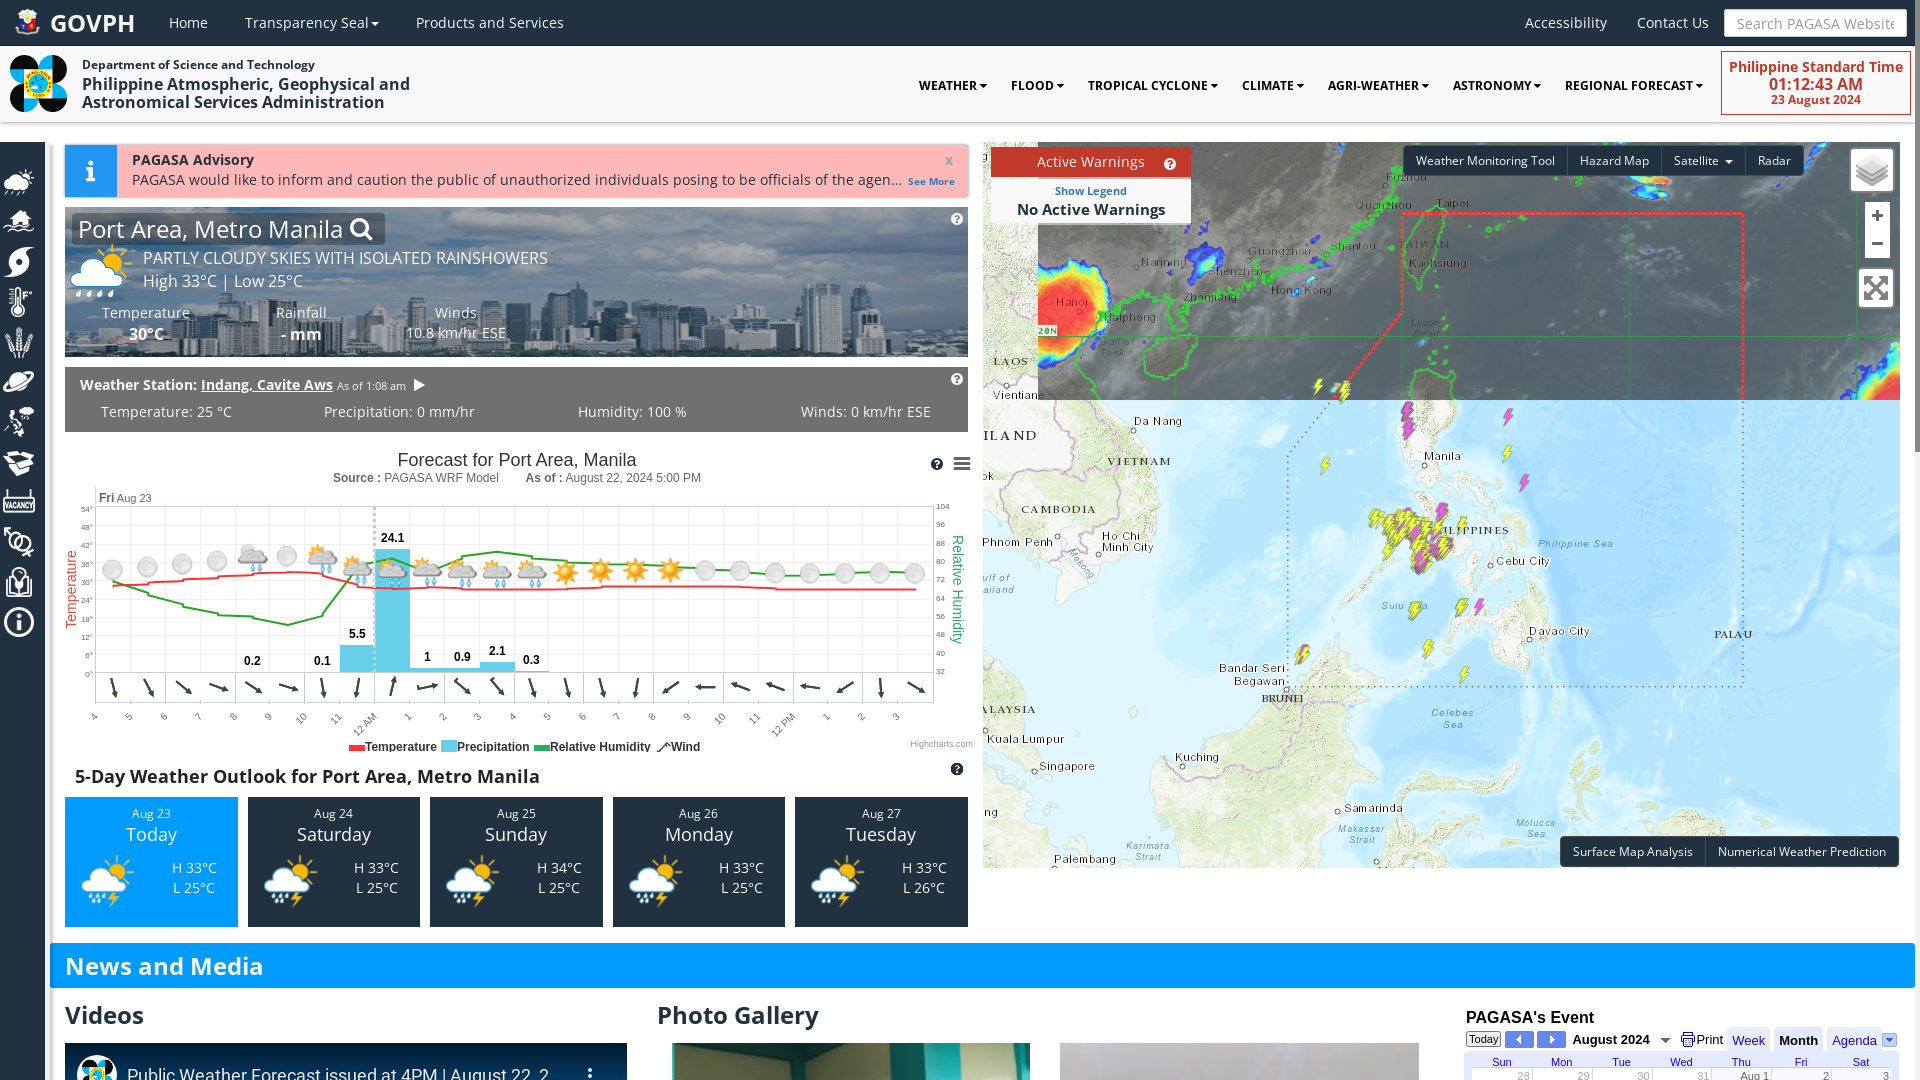 GOVPH
Home
Transparency Seal
Products and Services
Accessibility
Contact Us
Search PAGASA Website
Department of Science and Technology
Philippine Atmospheric, Geophysical and
Astronomical Services Administration
WEATHER
FLOOD
TROPICAL CYCLONE
CLIMATE
AGRI-WEATHER
ASTRONOMY
REGIONAL FORECAST
Philippine Standard Time
01:12:43 AM
23 August 2024
VACANCY
PAGASA Advisory
x
PAGASA would like to inform and caution the public of unauthorized individuals posing to be officials of the agen... See More
Port Area, Metro Manila
PARTLY CLOUDY SKIES WITH ISOLATED RAINSHOWERS
High 33°C | Low 25°C
Temperature
30°C
Rainfall
- mm
Winds
10.8 km/hr ESE
Weather Station: Indang, Cavite Aws As of 1:08 am
Temperature: 25 °C
Precipitation: 0 mm/hr
Humidity: 100 %
Winds: 0 km/hr ESE
Forecast for Port Area, Manila
Source : PAGASA WRF Model As of : August 22, 2024 5:00 PM
Fri Aug 23
Temperature
54°
48°
42°
36°
30°
24°
18°
12°
6°
0°
0.2
0.1
5.5
24.1
1
0.9
2.1
0.3
104
96
88
80
72
64
56
48
40
32
Relative Humidity
4
5
6
7
8
9
10
11
12 AM
1
2
3
4
5
6
7
8
9
10
11
12 PM
1
2
3
Temperature
Precipitation
Relative Humidity
Wind
Highcharts.com
5-Day Weather Outlook for Port Area, Metro Manila
Aug 23
Today
H 33°C
L 25°C
Aug 24
Saturday
H 33°C
L 25°C
Aug 25
Sunday
H 34°C
L 25°C
Aug 26
Monday
H 33°C
L 25°C
Aug 27
Tuesday
H 33°C
L 26°C
Active Warnings
Show Legend
No Active Warnings
Weather Monitoring Tool
Hazard Map
Satellite
Radar
+
−
Fuzhou
Quanzhou
Taipei
TAIWAN
Shantou
Guangzhou
Kaohsiung
Nanning
Shenzhen
Hong Kong
Zhanjiang
Hanoi
Haiphong
20N
Gulf of
Tonkin
Luzon
Strait
LAOS
Vientiane
Da Nang
ILAND
VIETNAM
Manila
ok
CAMBODIA
ILIPPINES
Phnom Penh
Ho Chi
Minh City
Mekong
Philippine Sea
Cebu City
ulf of
ailand
Sulu
Davao City
PALAU
Bandar Seri
Begawan
BRUNEI
ALAYSIA
Celebes
Sea
Kuala Lumpur
Kuching
Singapore
Samarinda
ng
Makassar
Strait
Molucca
Sea
Karimata
Strait
Palembang
Surface Map Analysis
Numerical Weather Prediction
News and Media
Videos
Public Weather Forecast issued at 4PM | August 22, 2...
Photo Gallery
PAGASA's Event
Today
August 2024
Print
Week
Month
Agenda
Sun
Mon
Tue
Wed
Thu
Fri
Sat
28
29
30
31
Aug 1
2
3